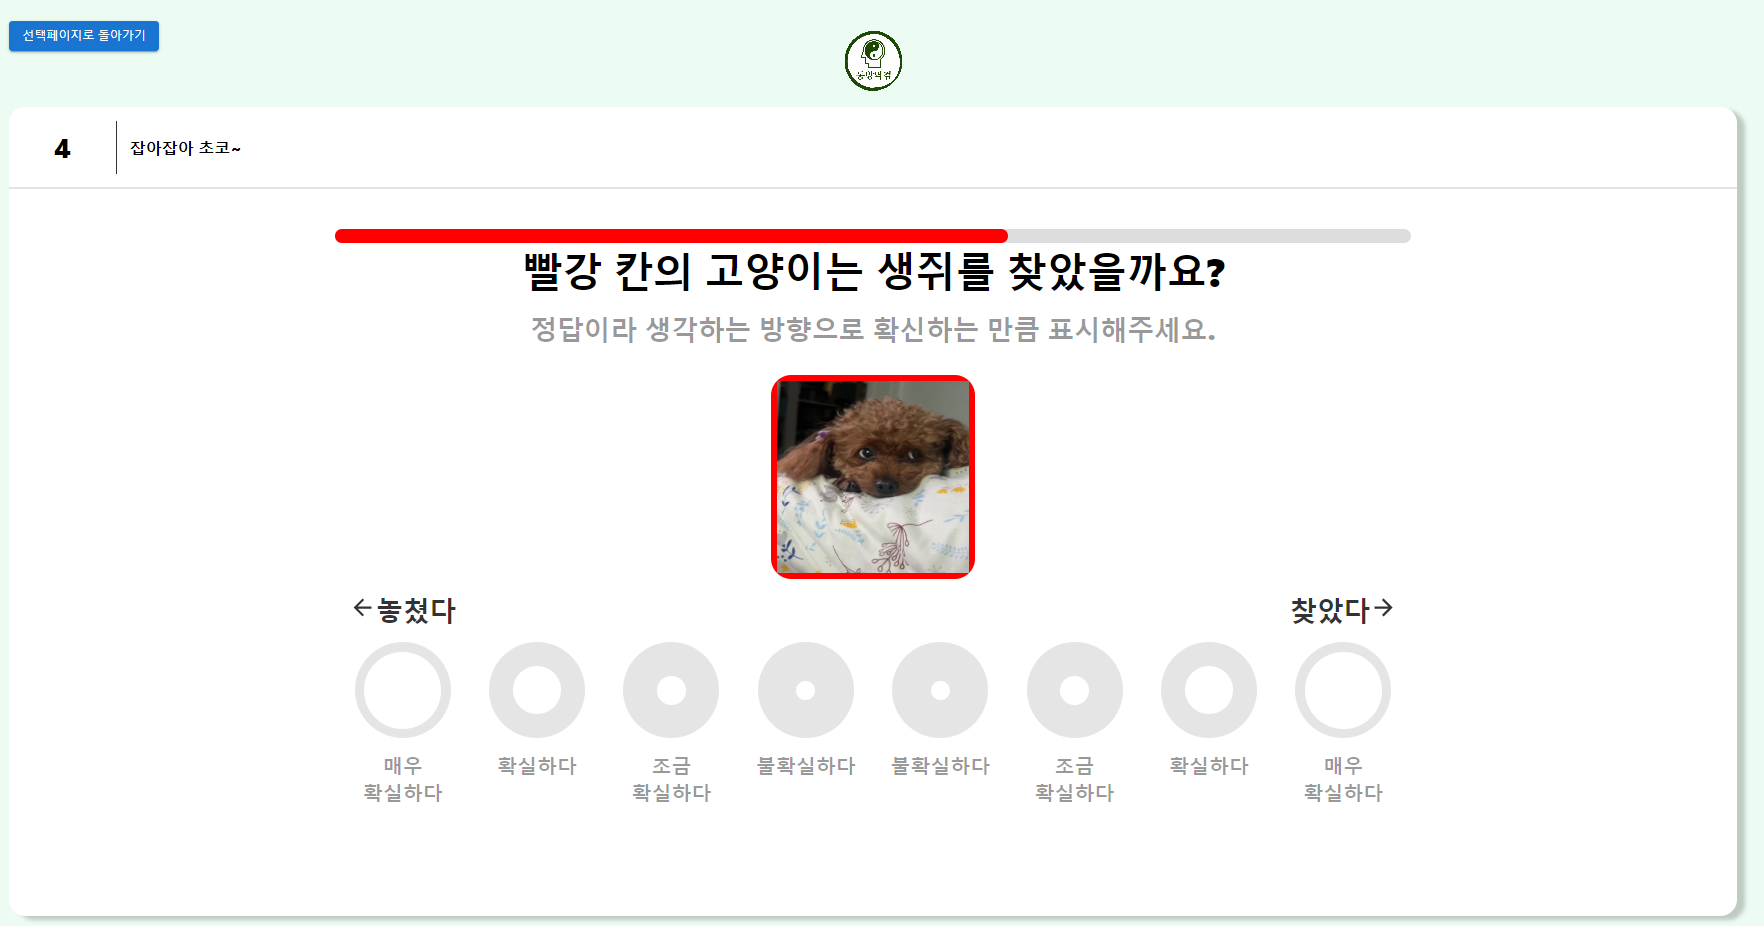 선택페이지로 돌아가기
동양의검
4
잡아잡아 초코~
빨강 칸의 고양이는 생쥐를 찾았을까요?
정답이라 생각하는 방향으로 확신하는 만큼 표시해주세요.
←놓쳤다
찾았다→
매우 확실하다
확실하다
조금 확실하다
불확실하다
불확실하다
조금 확실하다
확실하다
매우 확실하다